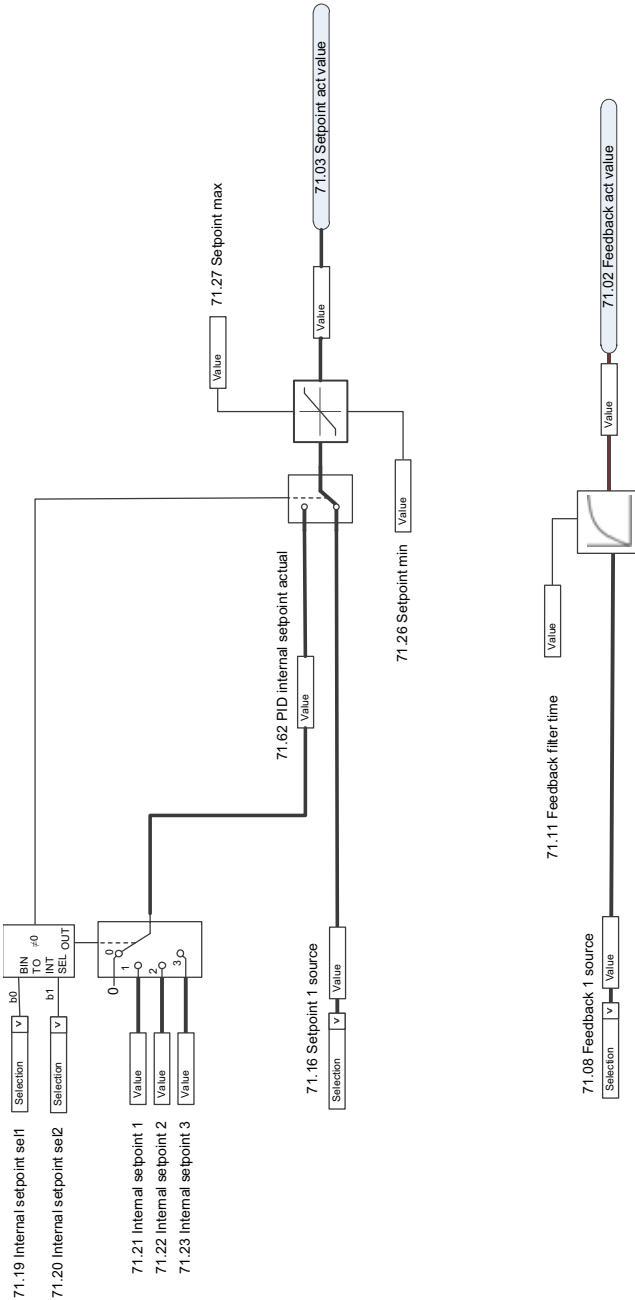 71.19 Internal setpoint sel1
Selection v
b0
71.20 Internal setpoint sel2
Selection v
b1
BIN
TO
INT
SEL
≠0
OUT
71.21 Internal setpoint 1
Value
71.22 Internal setpoint 2
Value
71.23 Internal setpoint 3
Value
0
0
1
2
3
71.62 PID internal setpoint actual
Value
71.16 Setpoint 1 source
Selection v
Value
71.27 Setpoint max
Value
71.26 Setpoint min
Value
Value
71.03 Setpoint act value
71.11 Feedback filter time
Value
71.08 Feedback 1 source
Selection v
Value
Value
71.02 Feedback act value